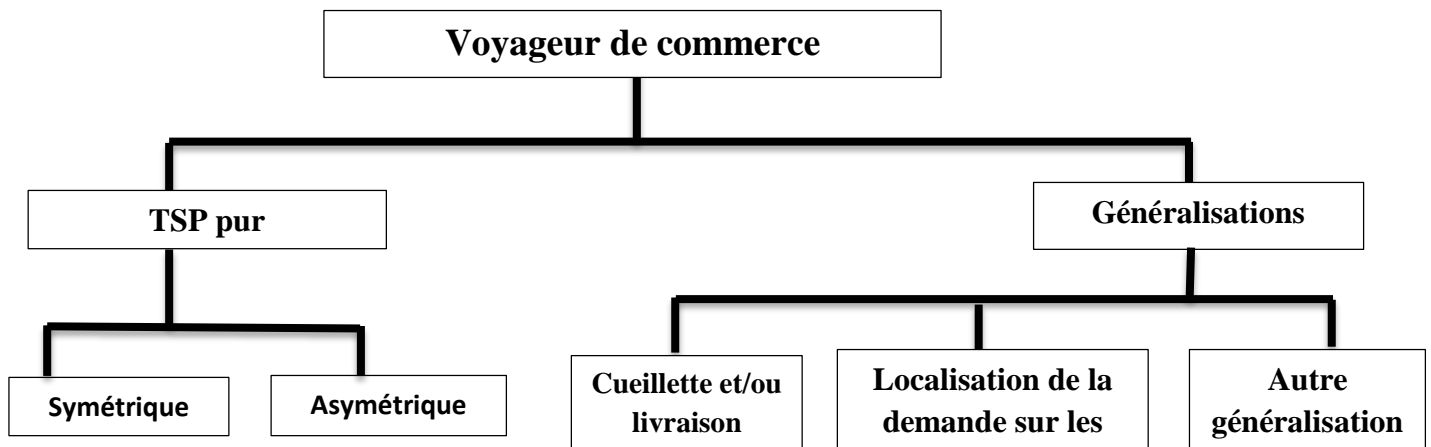 Voyageur de commerce
TSP pur
Généralisations
Symétrique
Asymétrique
Cueillette et/ou
livraison
Localisation de la
demande sur les
Autre
généralisation